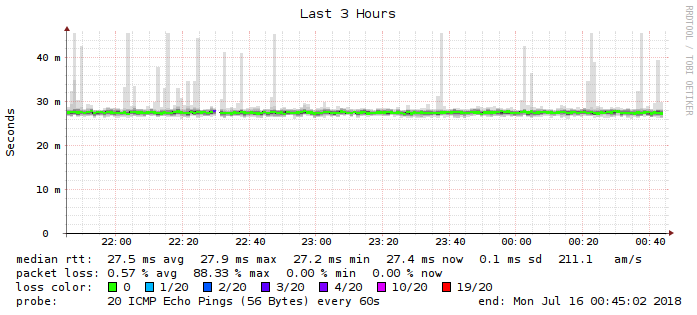 Last 3 Hours
RRDTOOL / TOBI OETIKER
Seconds
40 m
30 m
20 m
10 m
0
22:00 22:20 22:40 23:00 23:20 23:40 00:00 00:20 00:40
median rtt: 27.5 ms avg 27.9 ms max 27.2 ms min 27.4 ms now 0.1 ms sd 211.1 am/s
packet loss: 0.57 % avg 88.33 % max 0.00 % min 0.00 % now
loss color: 0 1/20 2/20 3/20 4/20 10/20 19/20
probe: 20 ICMP Echo Pings (56 Bytes) every 60s end: Mon Jul 16 00:45:02 2018